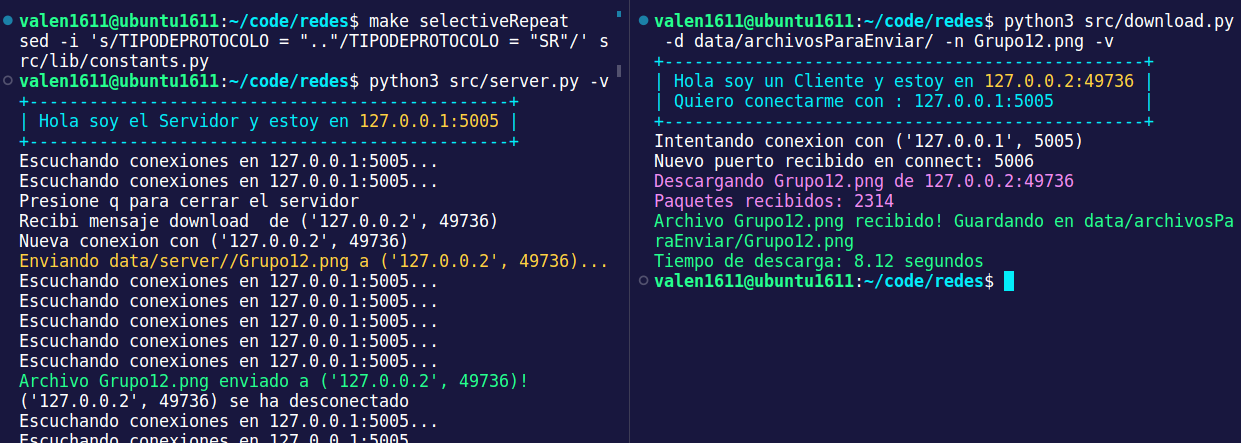 valen1611@ubuntu1611:~/code/redes$ make selectiveRepeat
sed -i 's/TIPODEPROTOCOLO = ".."/TIPODEPROTOCOLO = "SR"/' s
rc/lib/constants.py
valen1611@ubuntu1611:~/code/redes$ python3 src/server.py -v
+------------------------------------------------+
| Hola soy el Servidor y estoy en 127.0.0.1:5005 |
+------------------------------------------------+
Escuchando conexiones en 127.0.0.1:5005...
Escuchando conexiones en 127.0.0.1:5005...
Presione q para cerrar el servidor
Recibi mensaje download  de ('127.0.0.2', 49736)
Nueva conexion con ('127.0.0.2', 49736)
Enviando data/server//Grupo12.png a ('127.0.0.2', 49736)...
Escuchando conexiones en 127.0.0.1:5005...
Escuchando conexiones en 127.0.0.1:5005...
Escuchando conexiones en 127.0.0.1:5005...
Escuchando conexiones en 127.0.0.1:5005...
Escuchando conexiones en 127.0.0.1:5005...
Archivo Grupo12.png enviado a ('127.0.0.2', 49736)!
('127.0.0.2', 49736) se ha desconectado
Escuchando conexiones en 127.0.0.1:5005...
Escuchando conexiones en 127.0.0.1:5005...
valen1611@ubuntu1611:~/code/redes$ python3 src/download.py
-d data/archivosParaEnviar/ -n Grupo12.png -v
+------------------------------------------------+
| Hola soy un Cliente y estoy en 127.0.0.2:49736 |
| Quiero conectarme con : 127.0.0.1:5005         |
+------------------------------------------------+
Intentando conexion con ('127.0.0.1', 5005)
Nuevo puerto recibido en connect: 5006
Descargando Grupo12.png de 127.0.0.2:49736
Paquetes recibidos: 2314
Archivo Grupo12.png recibido! Guardando en data/archivosPa
raEnviar/Grupo12.png
Tiempo de descarga: 8.12 segundos
valen1611@ubuntu1611:~/code/redes$